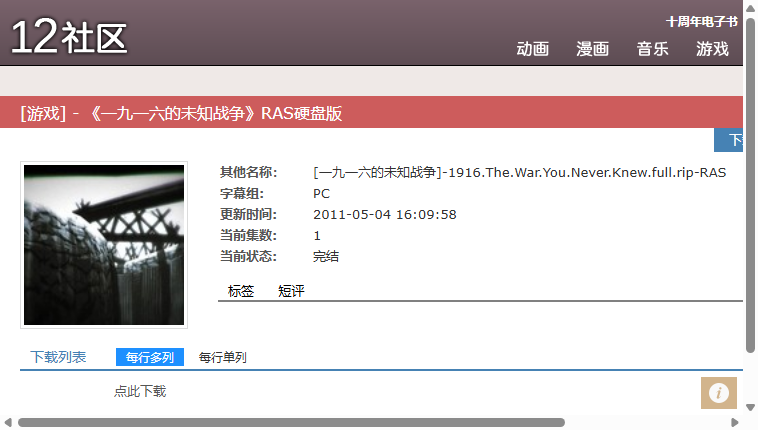 12社区
十周年电子书
动画 漫画 音乐 游戏
[游戏] - 《一九一六的未知战争》RAS硬盘版
下
其他名称： [一九一六的未知战争]-1916.The.War.You.Never.Knew.full.rip-RAS
字幕组： PC
更新时间： 2011-05-04 16:09:58
当前集数： 1
当前状态： 完结
标签 短评
下载列表 每行多列 每行单列
点此下载